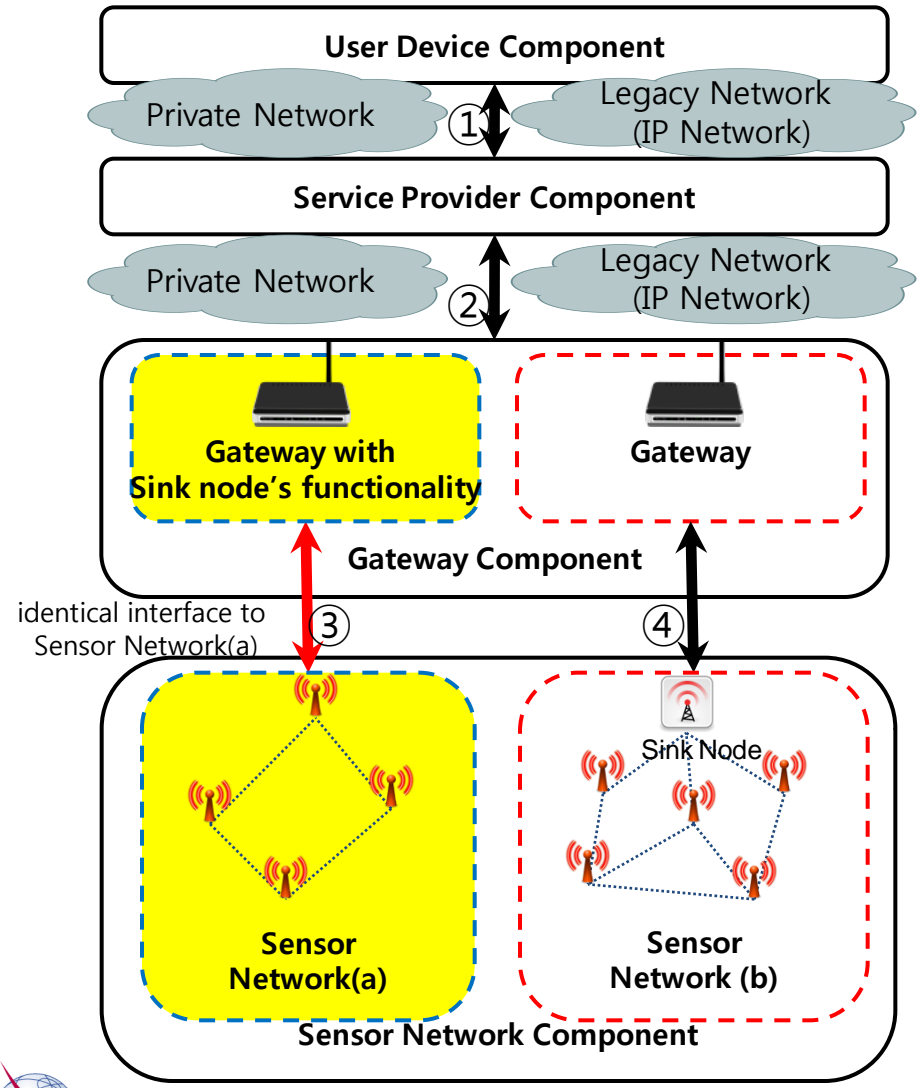 User Device Component
Private Network
Legacy Network
(IP Network)
①
Service Provider Component
Private Network
Legacy Network
(IP Network)
②
Gateway with
Sink node's functionality
Gateway
Gateway Component
identical interface to
Sensor Network(a)
③
④
Sink Node
Sensor
Network(a)
Sensor
Network (b)
Sensor Network Component